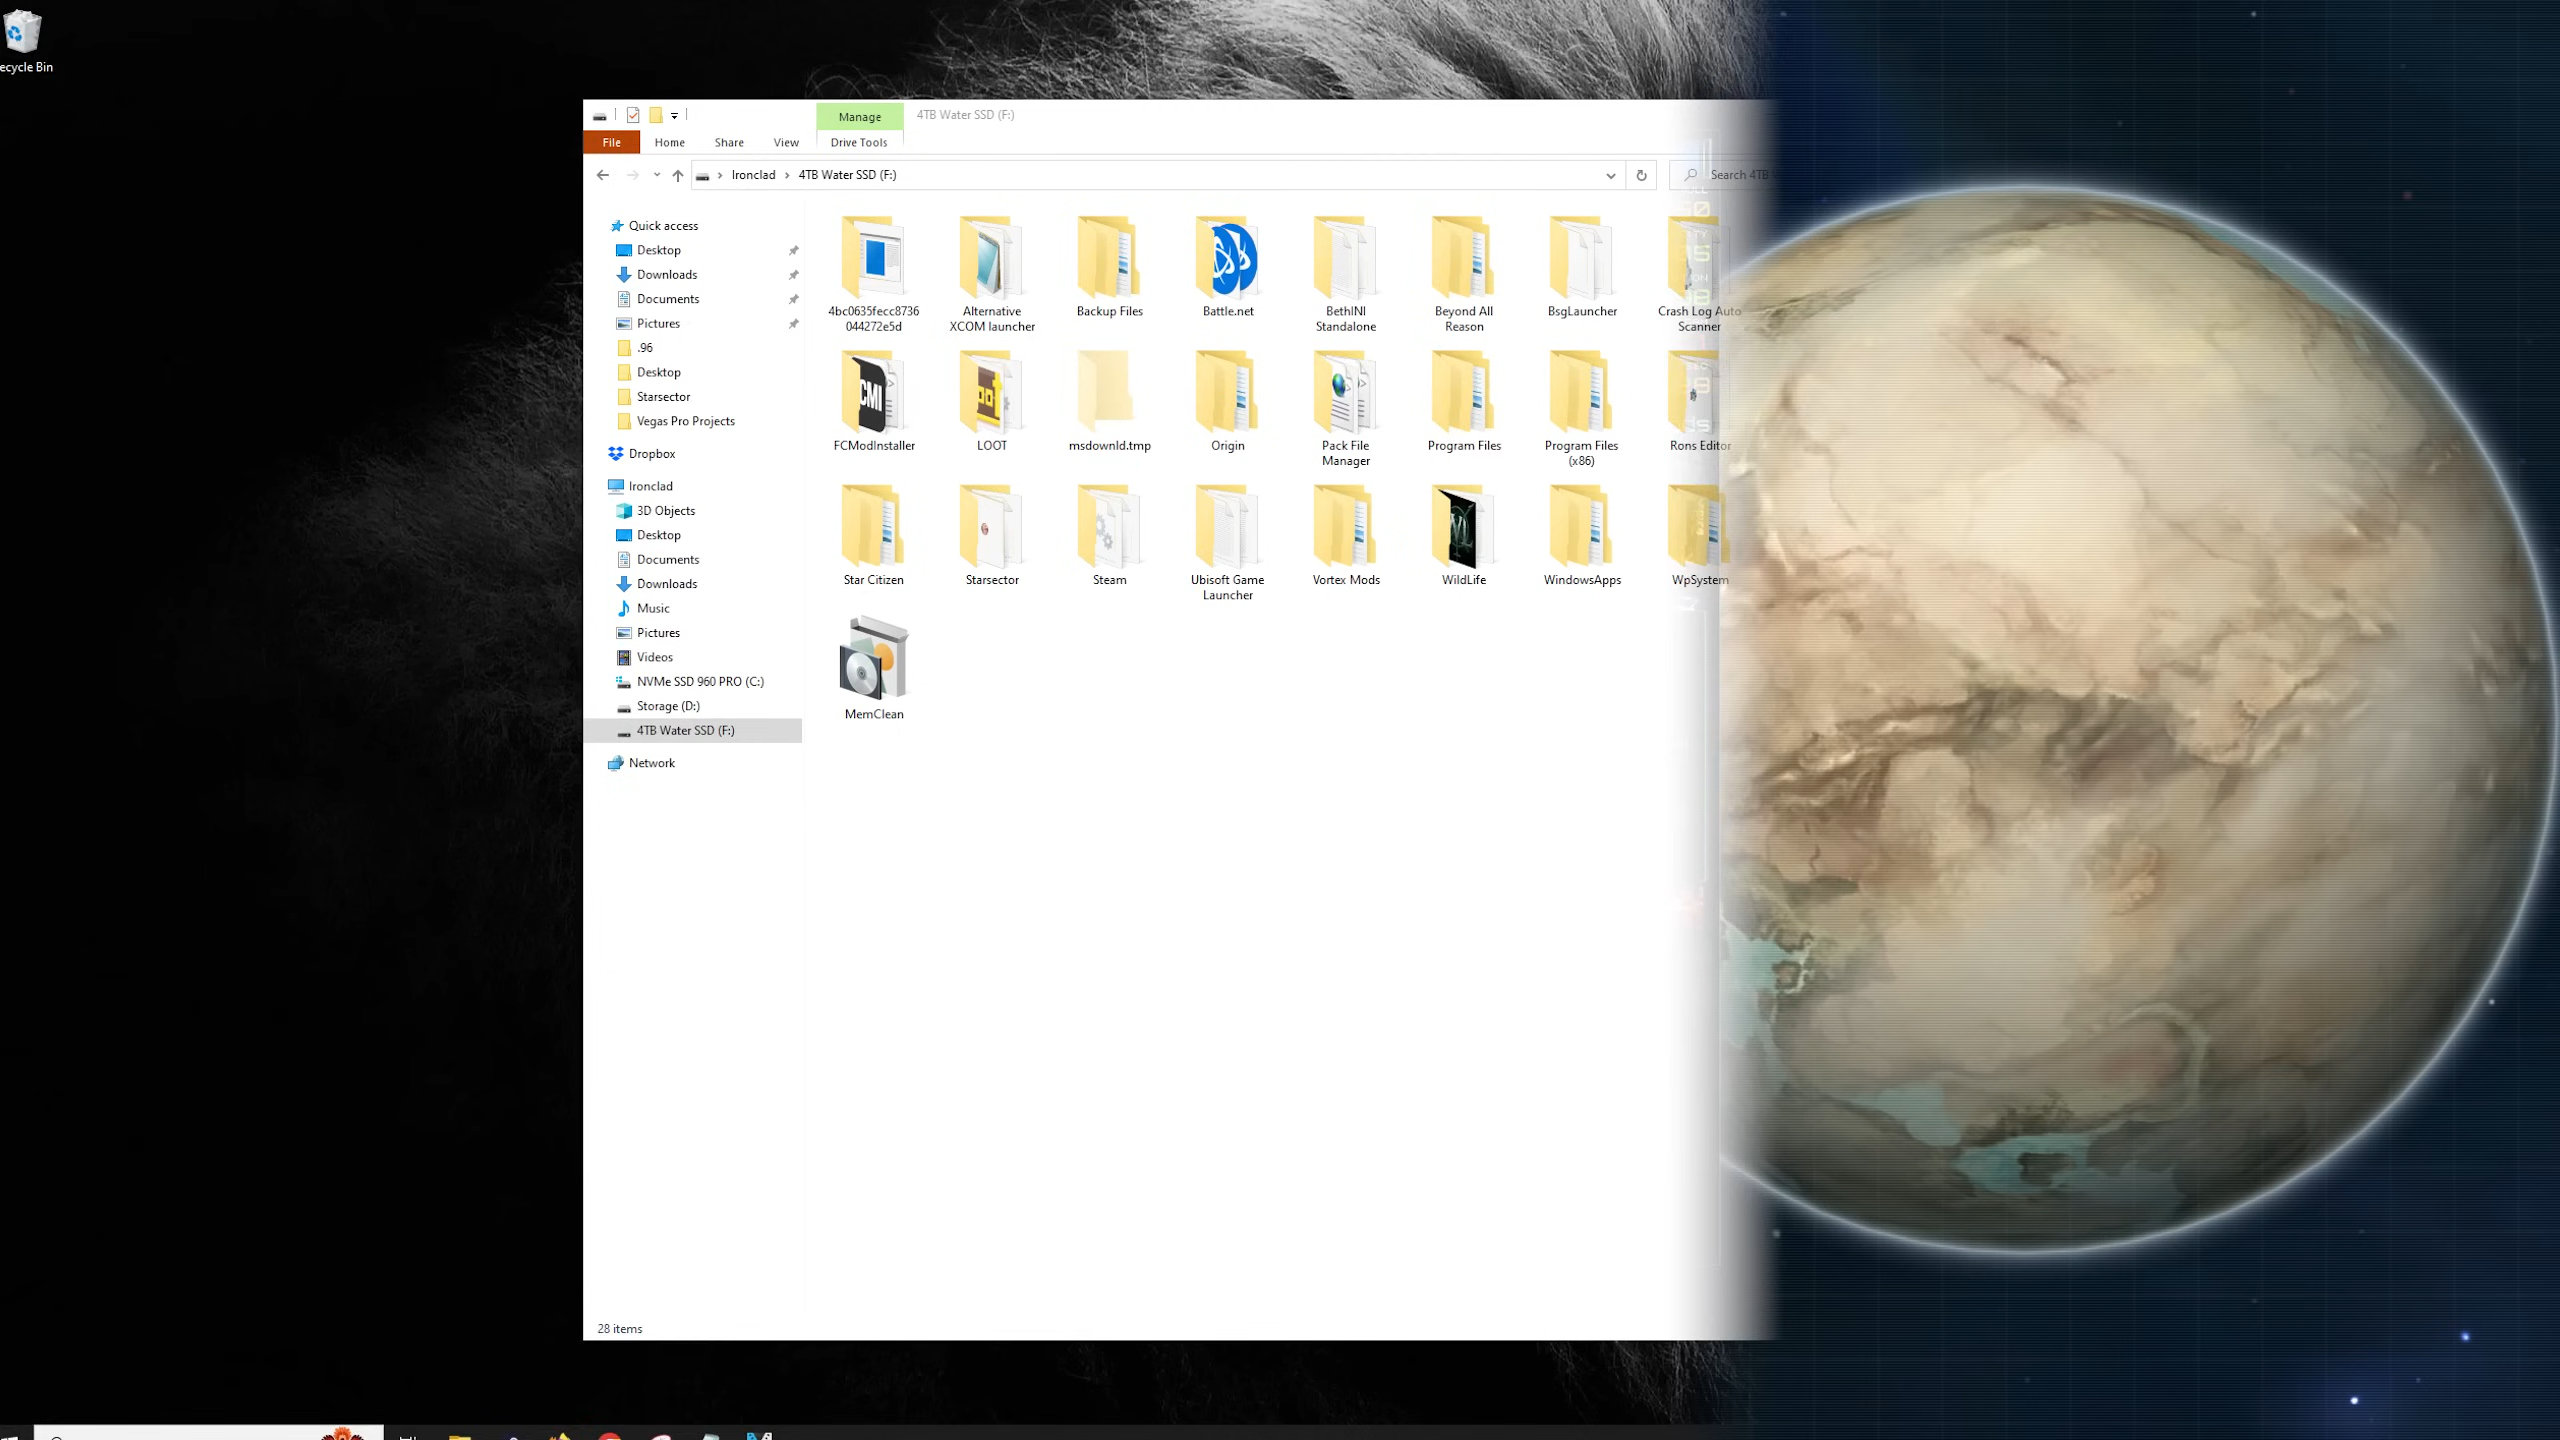 ecycle Bin
Manage
4TB Water SSD (F:)
File
Home
Share
View
Drive Tools
Ironclad
4TB Water SSD (F:)
Search 4TB
Quick access
Desktop
Downloads
Documents
Pictures
.96
Desktop
Starsector
Vegas Pro Projects
Dropbox
Ironclad
3D Objects
Desktop
Documents
Downloads
Music
Pictures
Videos
NVMe SSD 960 PRO (C:)
Storage (D:)
4TB Water SSD (F:)
Network
4bc0635fecc8736
044272e5d
Alternative
XCOM launcher
Backup Files
Battle.net
BethINI
Standalone
Beyond All
Reason
BsgLauncher
Crash Log Auto
Scanner
FCModInstaller
LOOT
msdownld.tmp
Origin
Pack File
Manager
Program Files
Program Files
(x86)
Rons Editor
Star Citizen
Starsector
Steam
Ubisoft Game
Launcher
Vortex Mods
WildLife
WindowsApps
WpSystem
MemClean
28 items